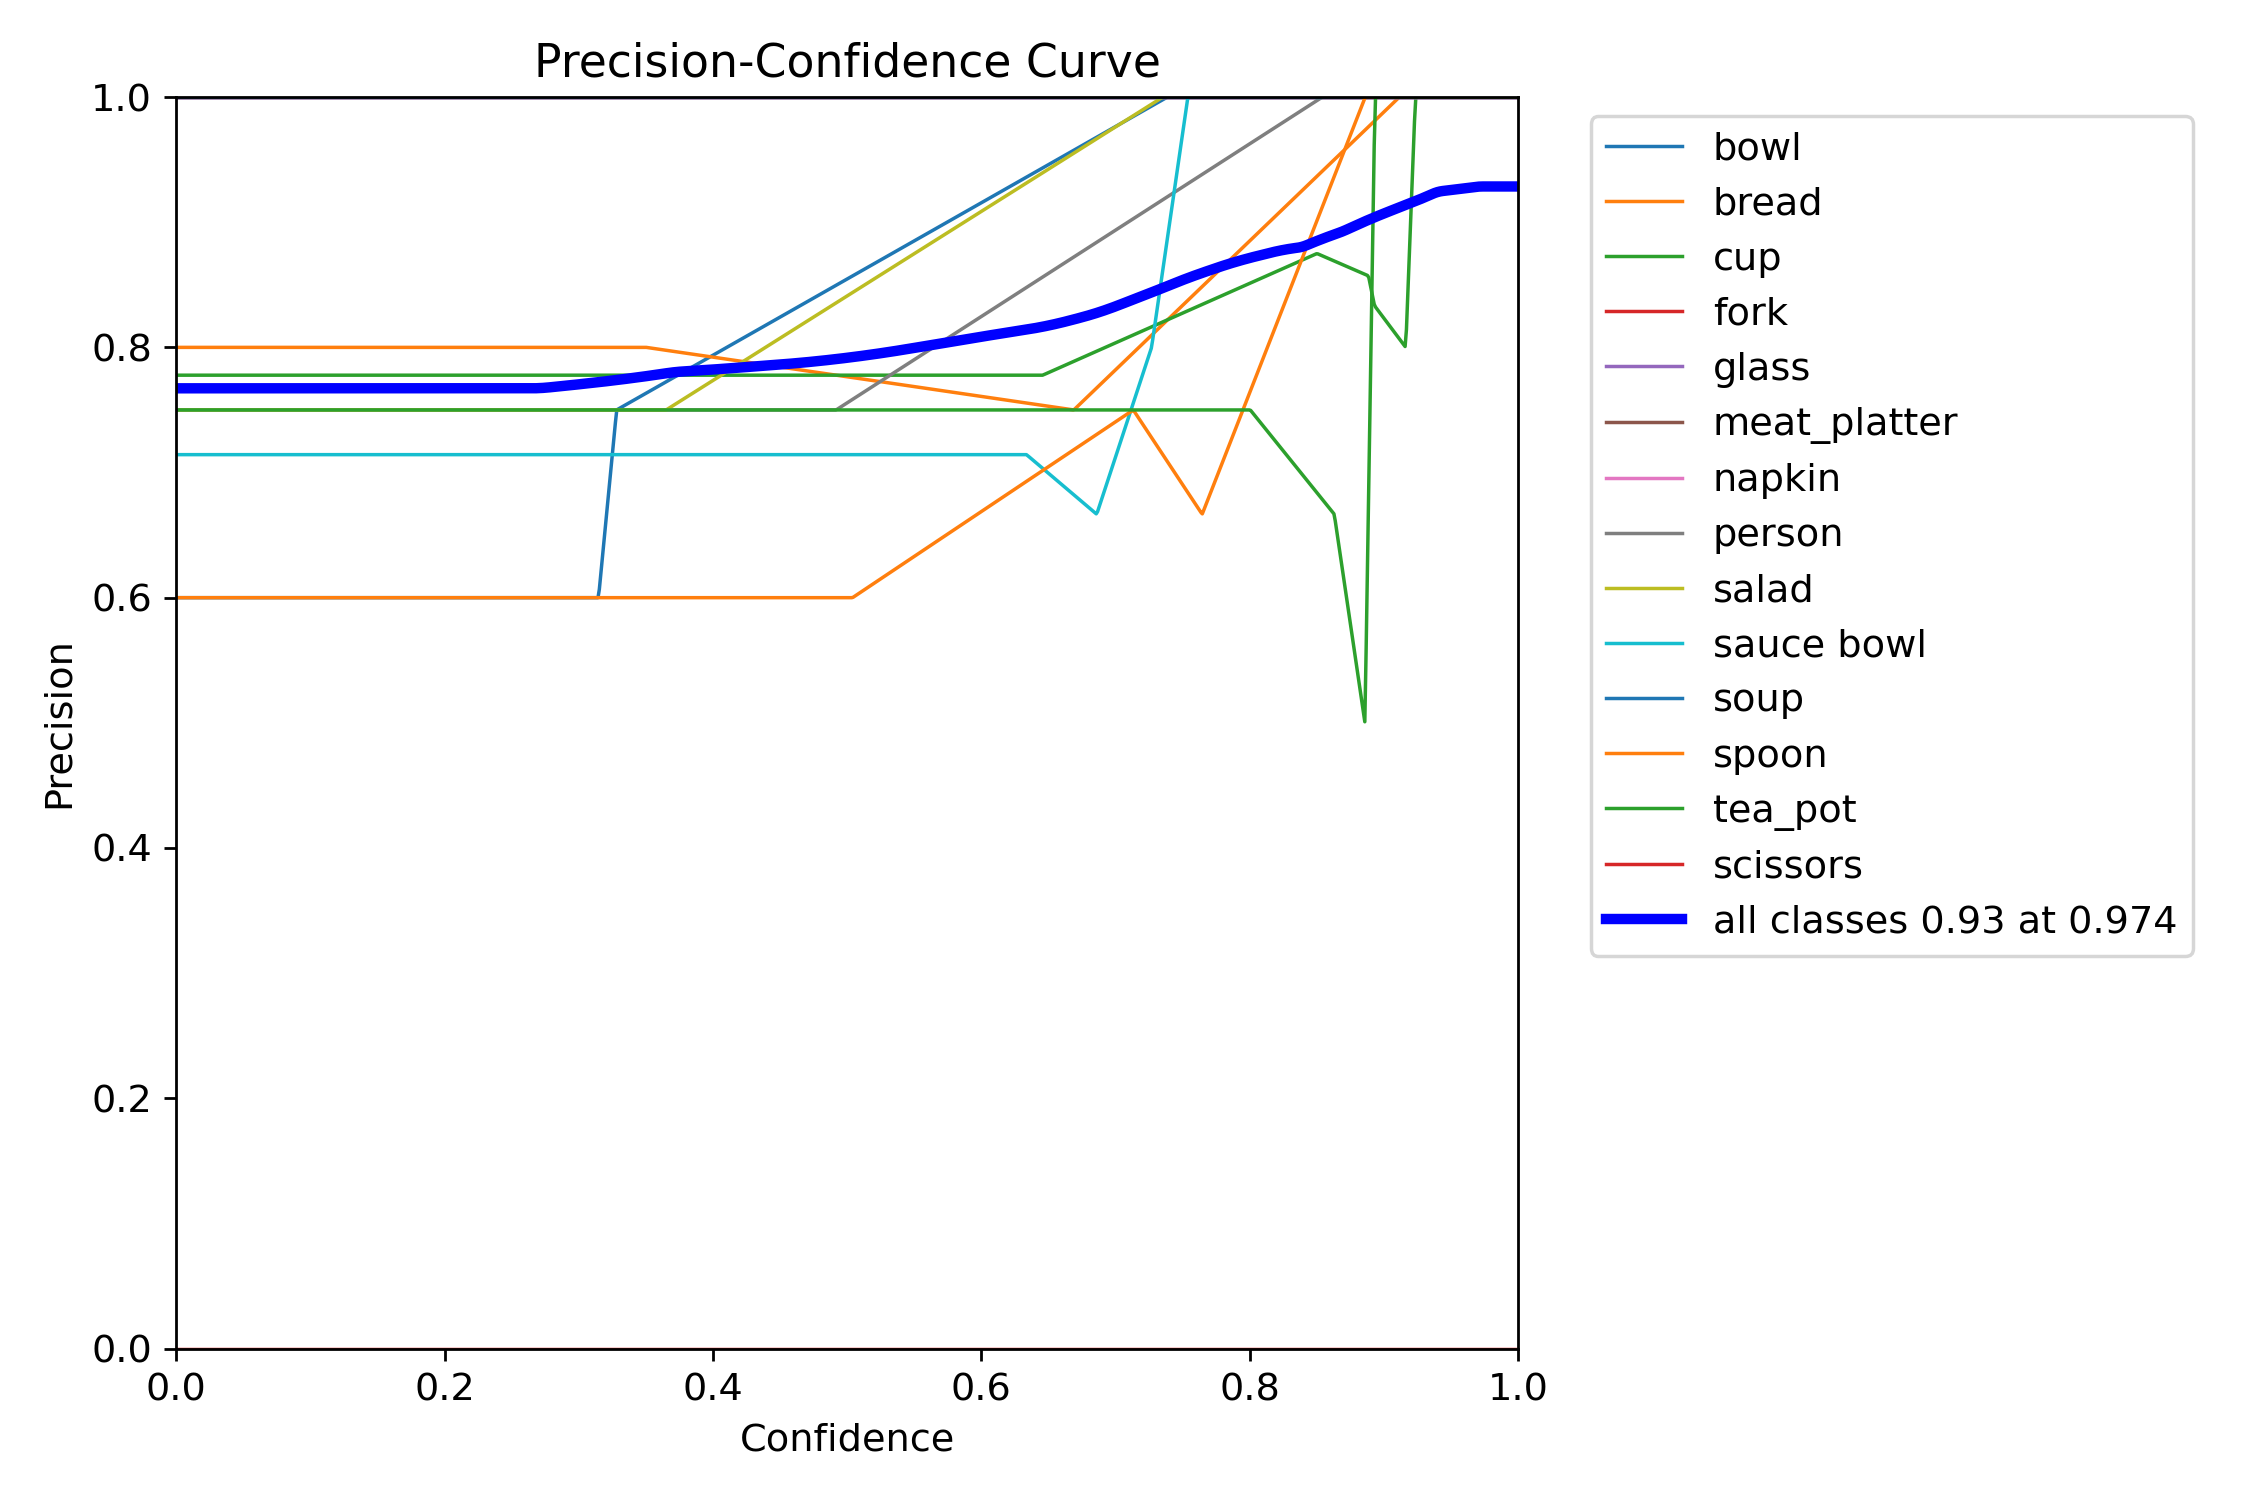 Precision-Confidence Curve
1.0
0.8
0.6
0.4
0.2
0.0
Precision
0.0 0.2 0.4 0.6 0.8 1.0
Confidence
bowl
bread
cup
fork
glass
meat_platter
napkin
person
salad
sauce bowl
soup
spoon
tea_pot
scissors
all classes 0.93 at 0.974